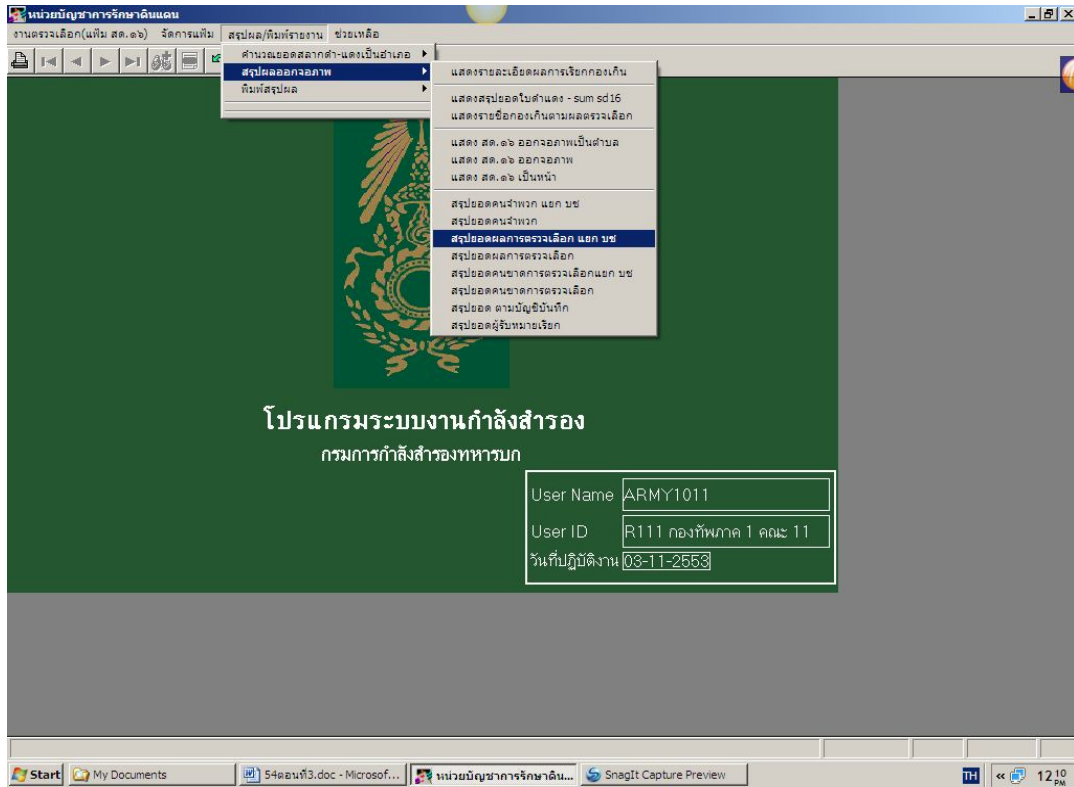 หน่วยบัญชาการรักษาดินแดน
งานตรวจเลือก(แฟ้ม สด.๑๖) จัดการแฟ้ม สรุปผล/พิมพ์รายงาน ช่วยเหลือ
คำนวณยอดสลากดำ-แดงเป็นอำเภอ
สรุปผลออกจอภาพ
พิมพ์สรุปผล
แสดงรายละเอียดผลการเรียกกองเกิน
แสดงสรุปยอดใบดำแดง - sum sd16
แสดงรายชื่อกองเกินตามผลตรวจเลือก
แสดง สด.๑๖ ออกจอภาพเป็นตำบล
แสดง สด.๑๖ ออกจอภาพ
แสดง สด.๑๖ เป็นหน้า
สรุปยอดคนจำพวก แยก บช
สรุปยอดคนจำพวก
สรุปยอดผลการตรวจเลือก แยก บช
สรุปยอดผลการตรวจเลือก
สรุปยอดคนขาดการตรวจเลือกแยก บช
สรุปยอดคนขาดการตรวจเลือก
สรุปยอด ตามบัญชีบันทึก
สรุปยอดผู้รับหมายเรียก
โปรแกรมระบบงานกำลังสำรอง
กรมการกำลังสำรองทหารบก
User Name ARMY1011
User ID R111 กองทัพภาค 1 คณะ 11
วันที่ปฏิบัติงาน 03-11-2553
Start My Documents 54ตอนที่3.doc - Microsof... หน่วยบัญชาการรักษาดิน... SnagIt Capture Preview TH « 12:10 PM